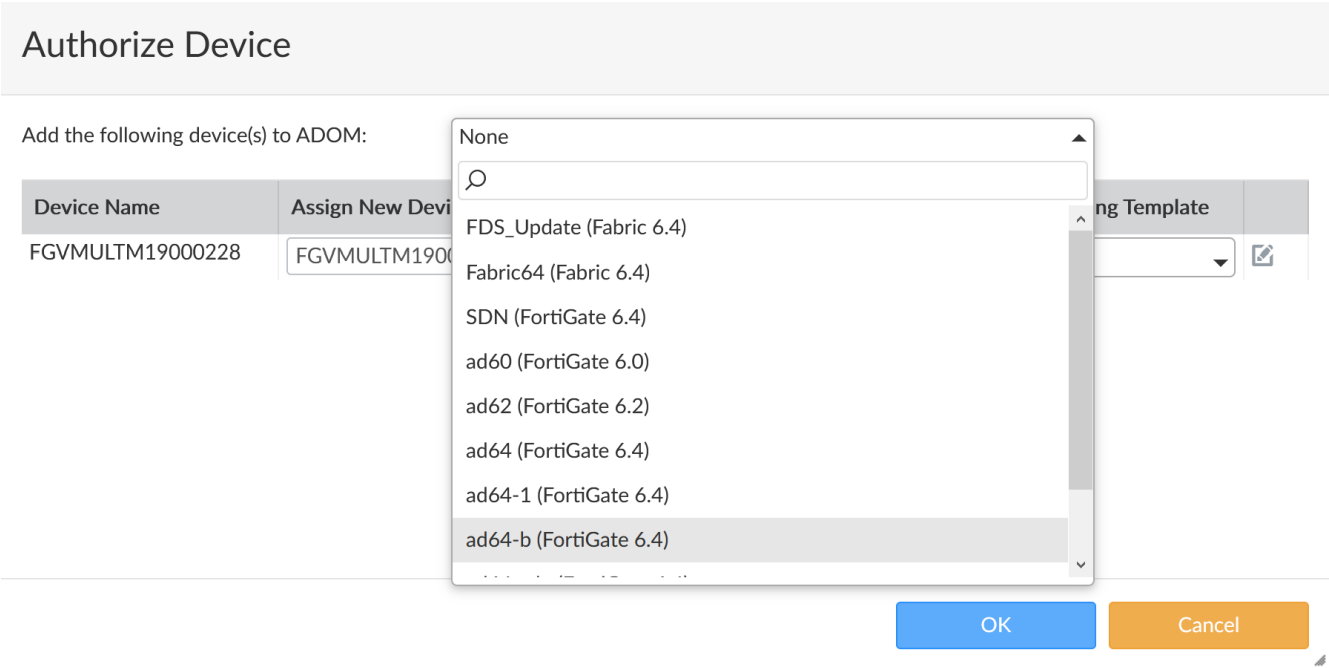 Authorize Device
Add the following device(s) to ADOM:
None
Device Name
Assign New Devi
ng Template
FGVMULTM19000228
FGVMULTM190
FDS_Update (Fabric 6.4)
Fabric64 (Fabric 6.4)
SDN (FortiGate 6.4)
ad60 (FortiGate 6.0)
ad62 (FortiGate 6.2)
ad64 (FortiGate 6.4)
ad64-1 (FortiGate 6.4)
ad64-b (FortiGate 6.4)
OK
Cancel